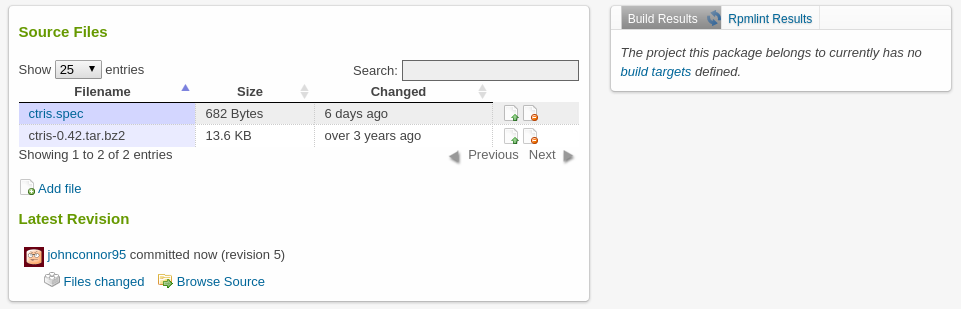 Source Files
Show 25 entries
Search:
Filename Size Changed
ctris.spec 682 Bytes 6 days ago
ctris-0.42.tar.bz2 13.6 KB over 3 years ago
Showing 1 to 2 of 2 entries
Previous Next
Add file
Latest Revision
johnconnor95 committed now (revision 5)
Files changed Browse Source
Build Results Rpmlint Results
The project this package belongs to currently has no
build targets defined.